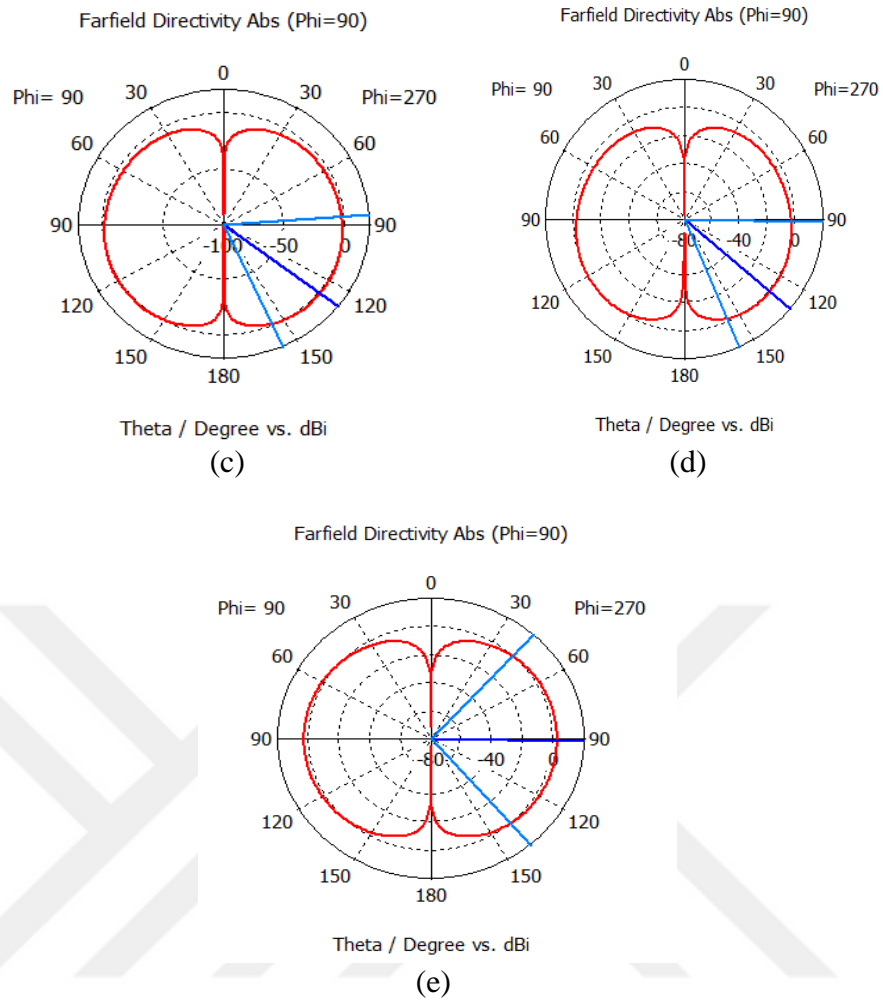 Farfield Directivity Abs (Phi=90)
0
Phi= 90 30 30 Phi=270
60 60
90 -100 -50 0 90
120 120
150 150
180
Theta / Degree vs. dBi
(c)
Farfield Directivity Abs (Phi=90)
0
Phi= 90 30 30 Phi=270
60 60
90 -80 -40 0 90
120 120
150 150
180
Theta / Degree vs. dBi
(d)
Farfield Directivity Abs (Phi=90)
0
Phi= 90 30 30 Phi=270
60 60
90 -80 -40 0 90
120 120
150 150
180
Theta / Degree vs. dBi
(e)